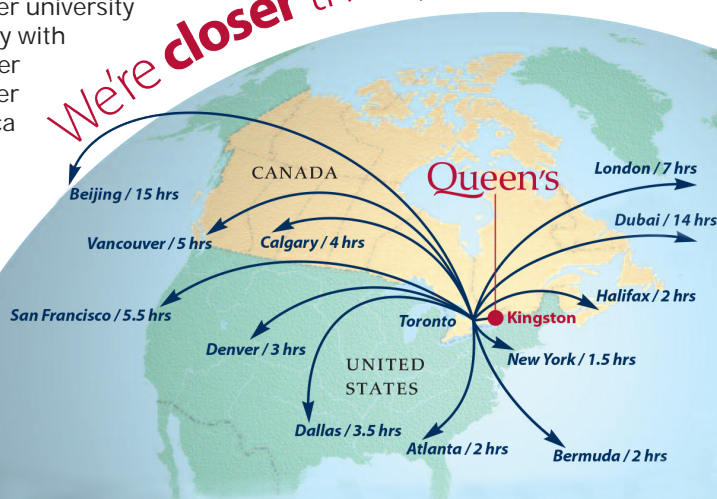 er university
y with
er
er
ca
We're closer
CANADA
Queen's
London / 7 hrs
Beijing / 15 hrs
Dubai / 14 hrs
Vancouver / 5 hrs
Calgary / 4 hrs
Halifax / 2 hrs
San Francisco / 5.5 hrs
Toronto
Kingston
Denver / 3 hrs
New York / 1.5 hrs
UNITED
STATES
Dallas / 3.5 hrs
Atlanta / 2 hrs
Bermuda / 2 hrs